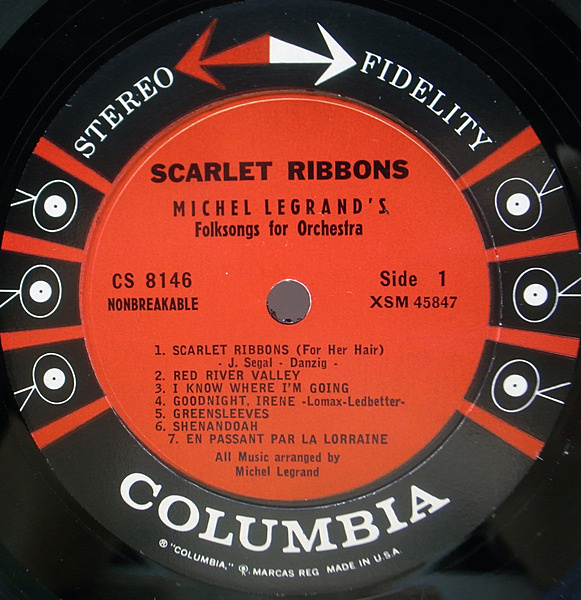 STEREO FIDELITY
SCARLET RIBBONS
MICHEL LEGRAND'S
Folksongs for Orchestra
CS 8146
NONBREAKABLE
Side 1
XSM 45847
1. SCARLET RIBBONS (For Her Hair)
- J. Segal - Danzig -
2. RED RIVER VALLEY
3. I KNOW WHERE I'M GOING
4. GOODNIGHT, IRENE -Lomax-Ledbetter-
5. GREENSLEEVES
6. SHENANDOAH
7. EN PASSANT PAR LA LORRAINE
All Music arranged by
Michel Legrand
COLUMBIA
® "COLUMBIA," ®. MARCAS REG MADE IN U.S.A.